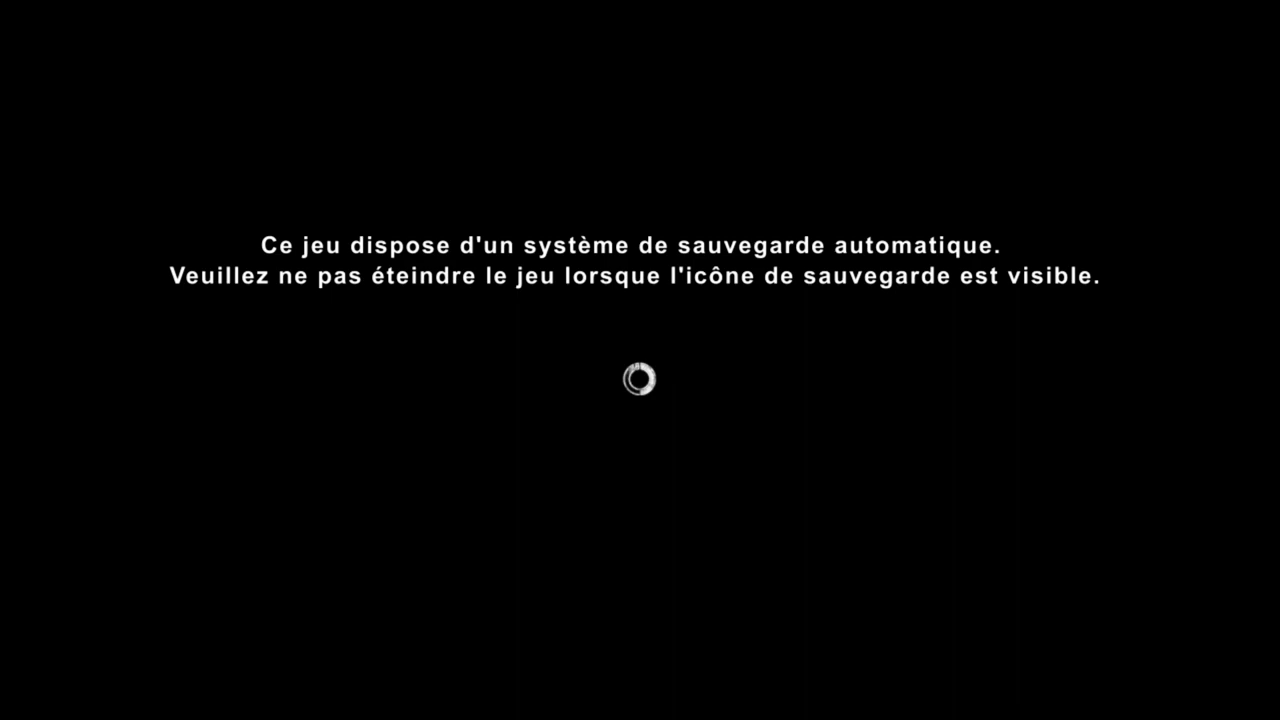 Ce jeu dispose d'un système de sauvegarde automatique.
Veuillez ne pas éteindre le jeu lorsque l'icône de sauvegarde est visible.